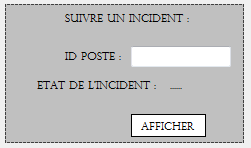 SUIVRE UN INCIDENT :
ID POSTE :
ETAT DE L'INCIDENT :
AFFICHER